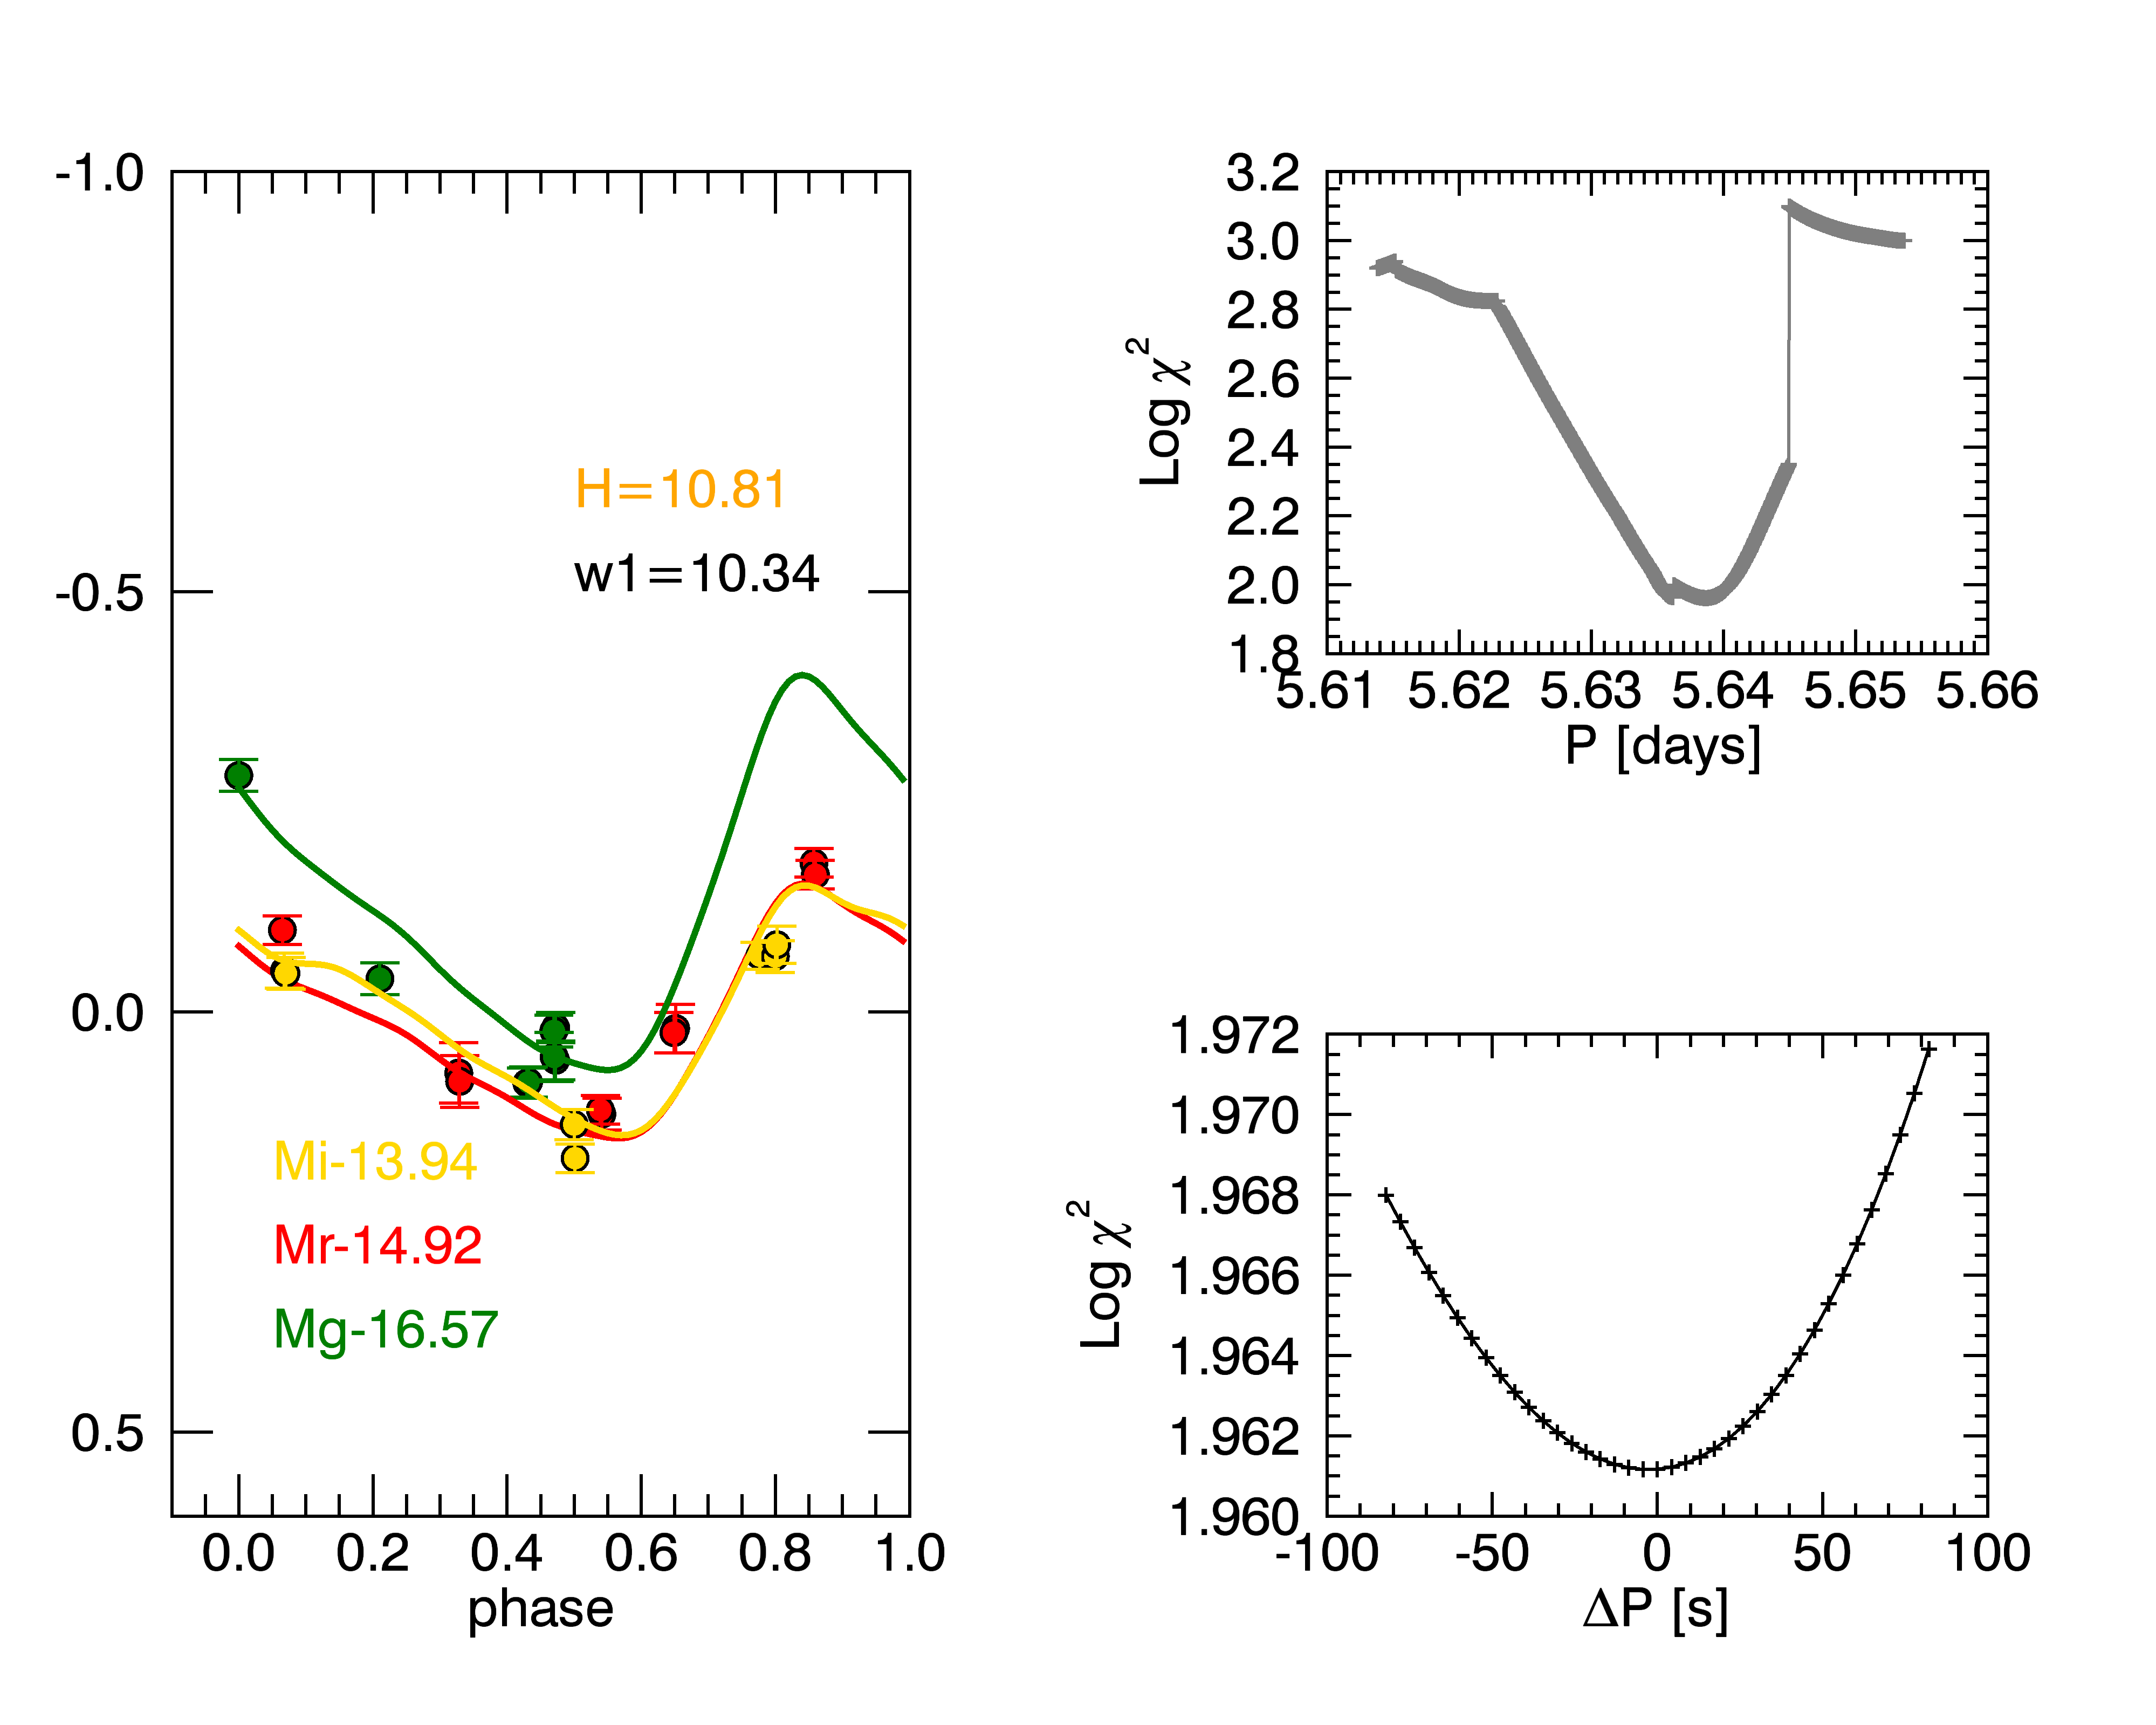 -1.0
-0.5
0.0
0.5
H=10.81
w1=10.34
Mi-13.94
Mr-14.92
Mg-16.57
0.0 0.2 0.4 0.6 0.8 1.0
phase
3.2
3.0
2.8
2.6
2.4
2.2
2.0
1.8
Log χ²
5.61 5.62 5.63 5.64 5.65 5.66
P [days]
1.972
1.970
1.968
1.966
1.964
1.962
1.960
Log χ²
-100 -50 0 50 100
ΔP [s]